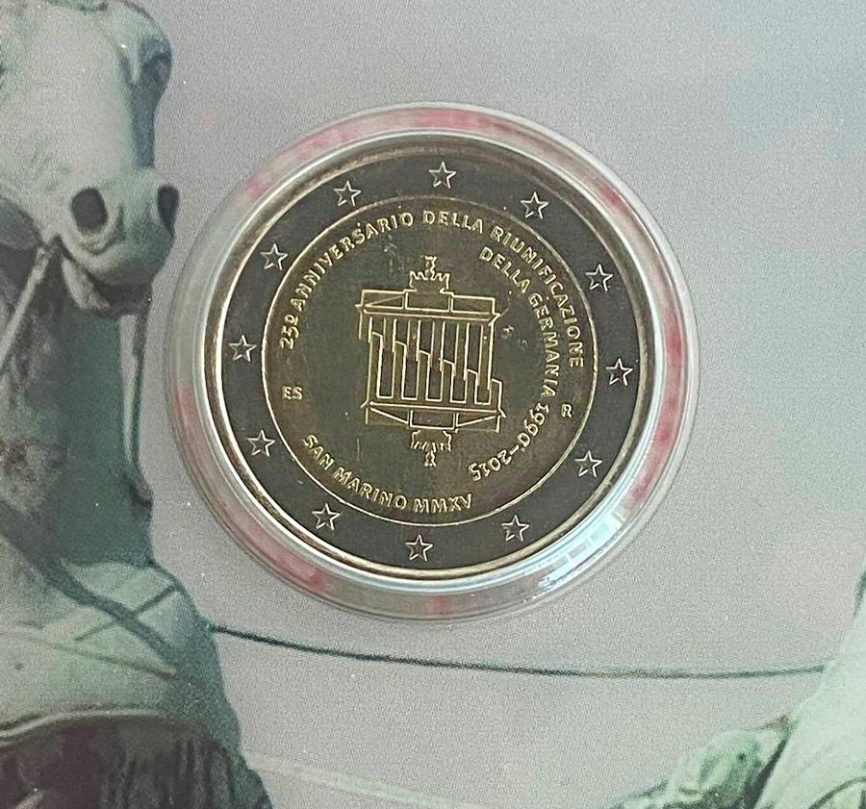 25º ANNIVERSARIO DELLA RIUNIFICAZIONE
DELLA GERMANIA 1990-2015
ES
R
SAN MARINO MMXV